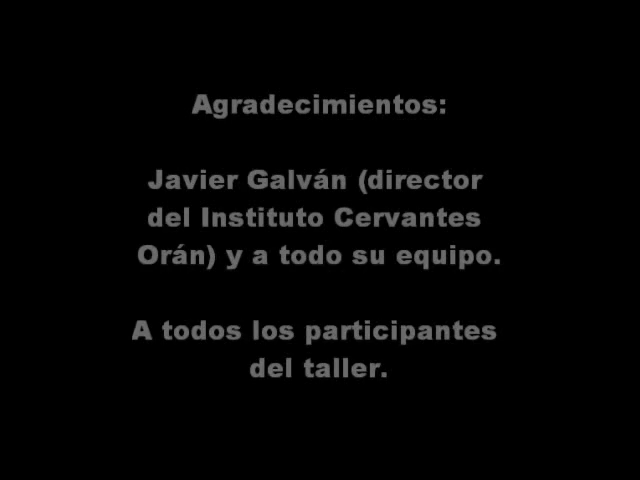 Agradecimientos:
Javier Galván (director
del Instituto Cervantes
Orán) y a todo su equipo.
A todos los participantes
del taller.